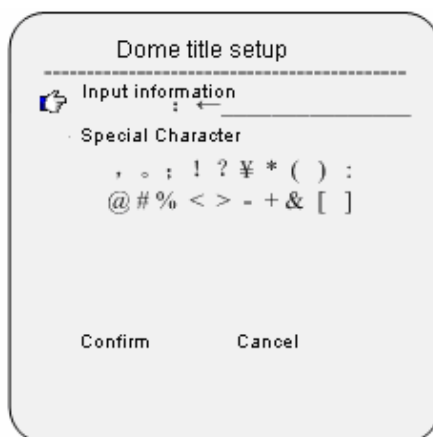 Dome title setup
Input information
: ←
Special Character
, 。 ; ! ? ¥ * ( ) :
@ # % < > - + & [ ]
Confirm Cancel